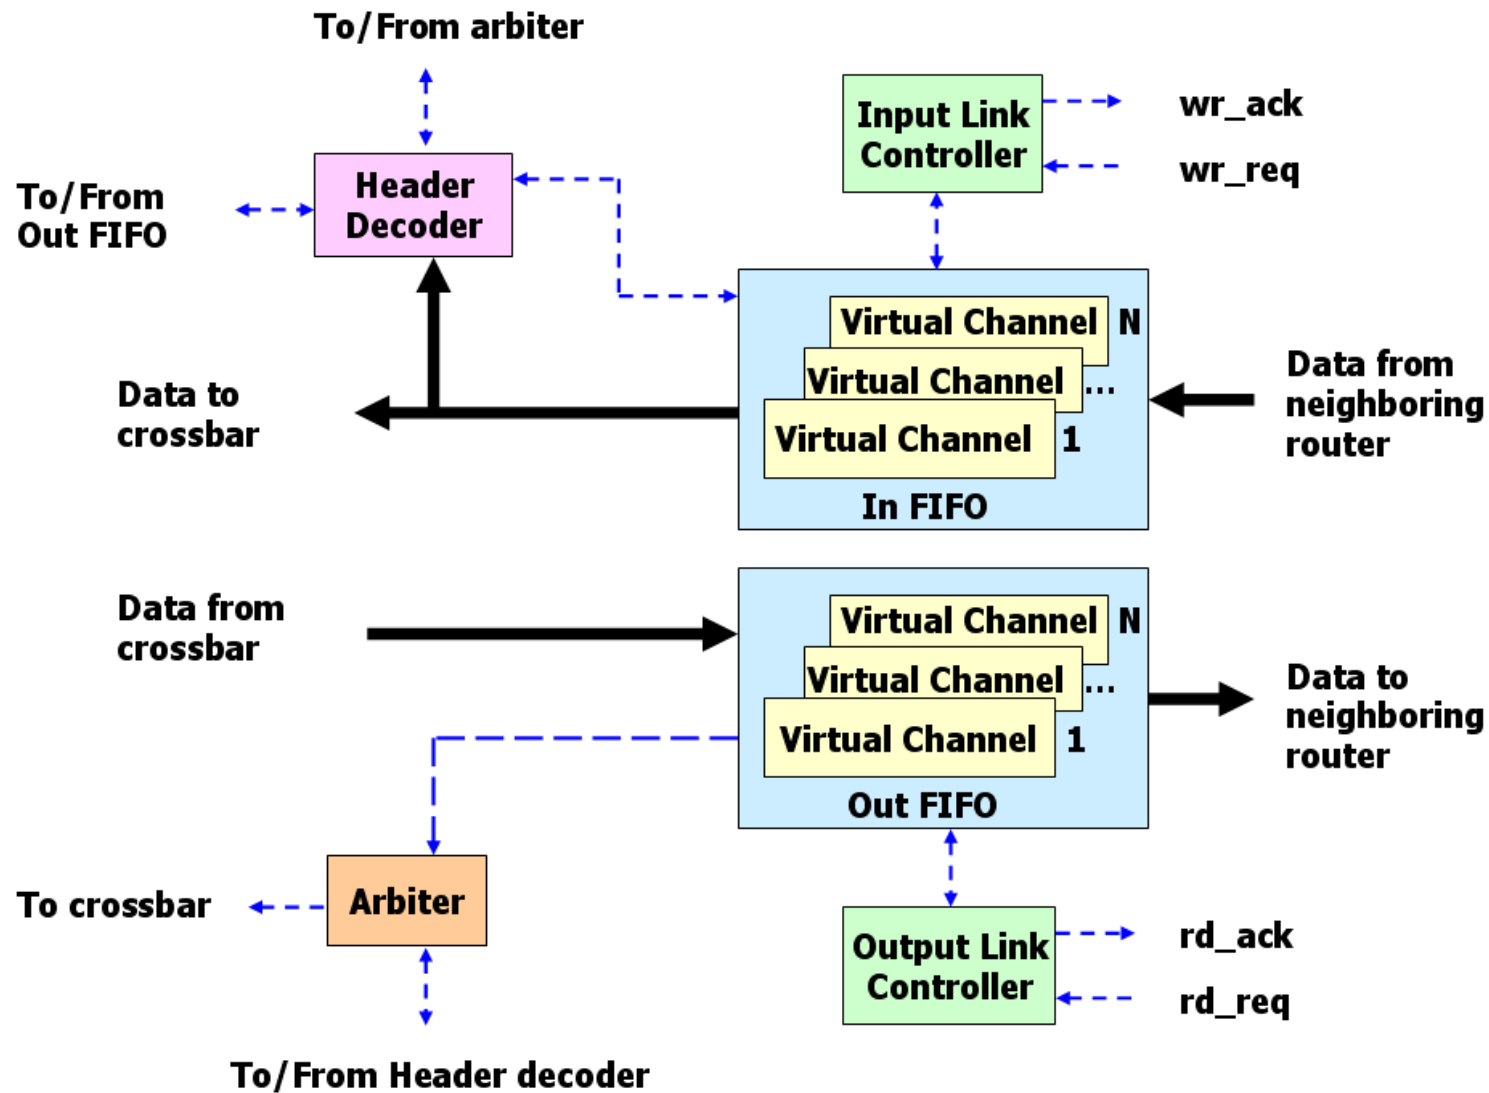 To/From arbiter
Input Link
Controller
wr_ack
wr_req
Header
Decoder
To/From
Out FIFO
Virtual Channel N
Virtual Channel ...
Virtual Channel 1
In FIFO
Data to
crossbar
Data from
neighboring
router
Data from
crossbar
Virtual Channel N
Virtual Channel ...
Virtual Channel 1
Out FIFO
Data to
neighboring
router
To crossbar
Arbiter
Output Link
Controller
rd_ack
rd_req
To/From Header decoder